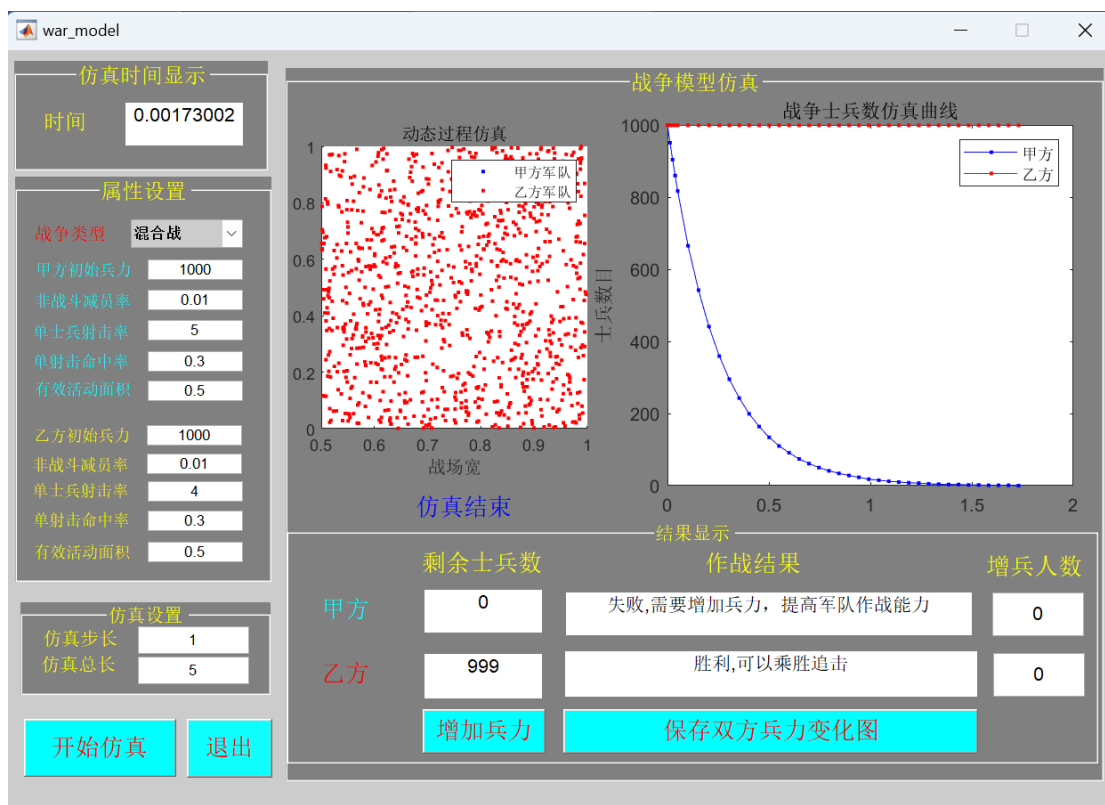 war_model
仿真时间显示
时间
0.00173002
属性设置
战争类型
混合战
甲方初始兵力
1000
非战斗减员率
0.01
单士兵射击率
5
单射击命中率
0.3
有效活动面积
0.5
乙方初始兵力
1000
非战斗减员率
0.01
单士兵射击率
4
单射击命中率
0.3
有效活动面积
0.5
仿真设置
仿真步长
1
仿真总长
5
开始仿真
退出
战争模型仿真
动态过程仿真
甲方军队
乙方军队
1
0.8
0.6
0.4
0.2
0
0.5
0.6
0.7
0.8
0.9
1
战场宽
仿真结束
战争士兵数仿真曲线
甲方
乙方
士兵数目
1000
800
600
400
200
0
0
0.5
1
1.5
2
结果显示
剩余士兵数
作战结果
增兵人数
甲方
0
失败,需要增加兵力，提高军队作战能力
0
乙方
999
胜利,可以乘胜追击
0
增加兵力
保存双方兵力变化图